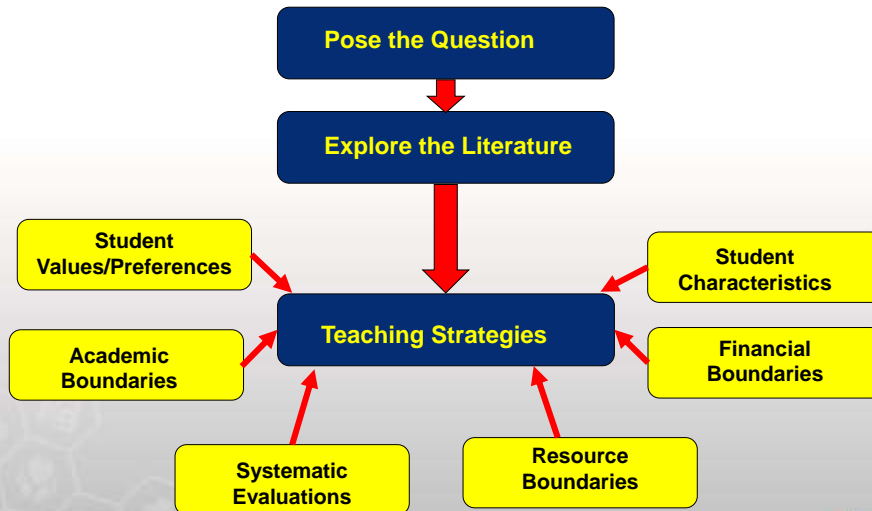 Pose the Question
Explore the Literature
Student
Values/Preferences
Student
Characteristics
Teaching Strategies
Academic
Boundaries
Financial
Boundaries
Systematic
Evaluations
Resource
Boundaries